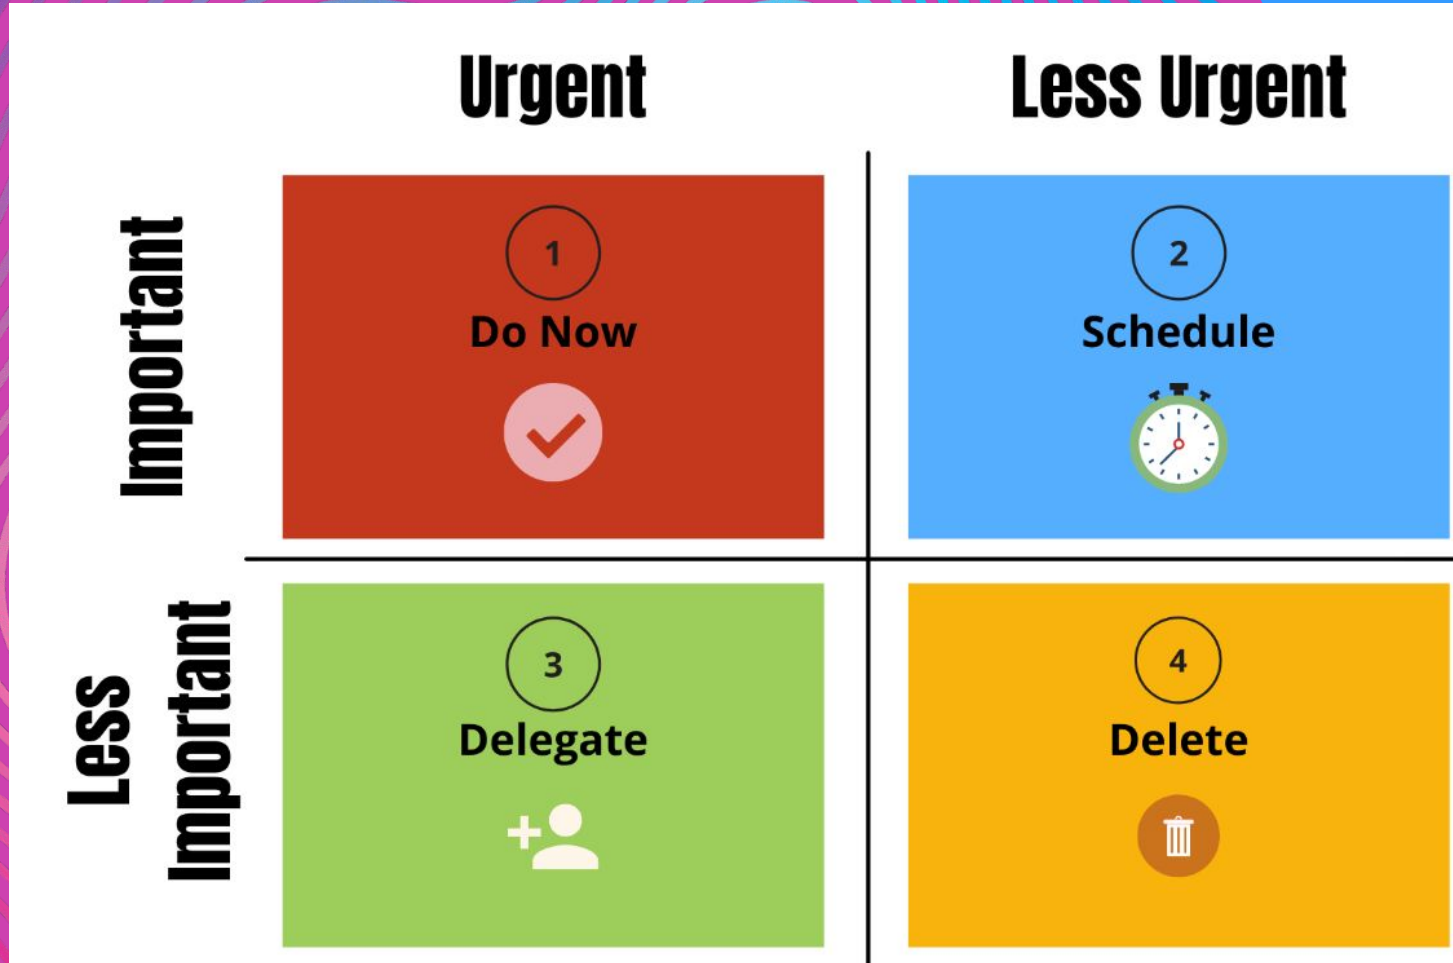 Urgent
Less Urgent
Important
1
Do Now
2
Schedule
Less
Important
3
Delegate
4
Delete